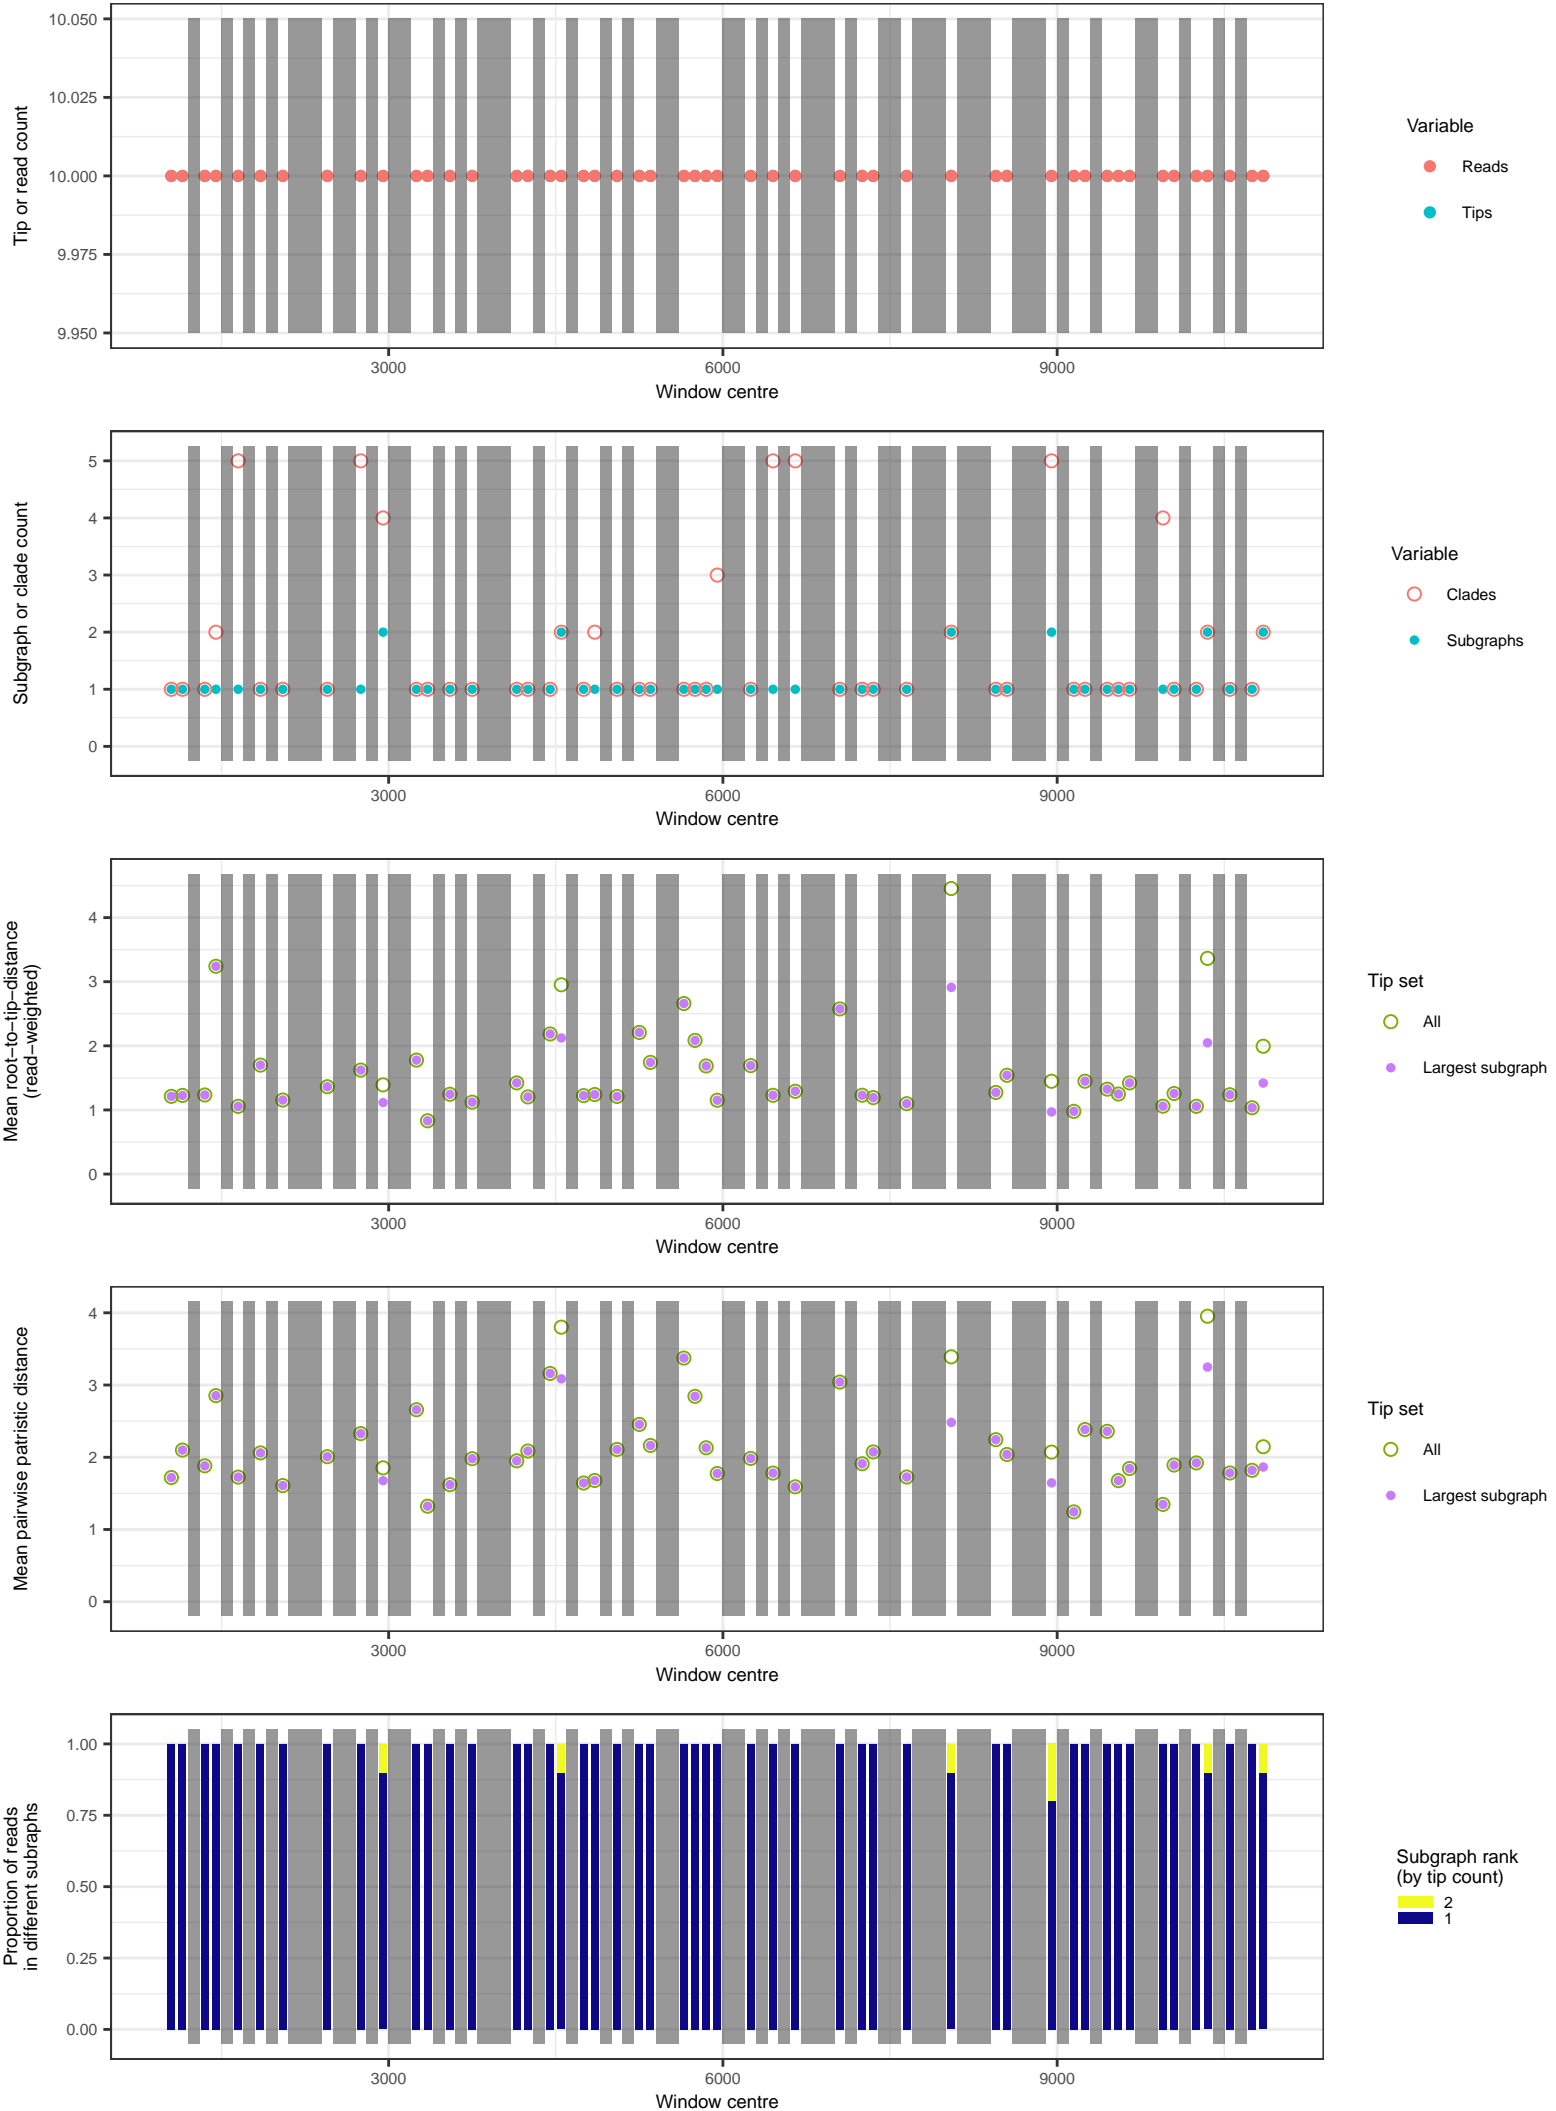 10.050
10.025
10.000
9.975
9.950
Tip or read count
3000
6000
9000
Window centre
Variable
Reads
Tips
5
4
3
2
1
0
Subgraph or clade count
3000
6000
9000
Window centre
Variable
Clades
Subgraphs
4
3
2
1
0
Mean root−to−tip−distance
(read−weighted)
3000
6000
9000
Window centre
Tip set
All
Largest subgraph
4
3
2
1
0
Mean pairwise patristic distance
3000
6000
9000
Window centre
Tip set
All
Largest subgraph
1.00
0.75
0.50
0.25
0.00
Proportion of reads
in different subraphs
3000
6000
9000
Window centre
Subgraph rank
(by tip count)
2
1